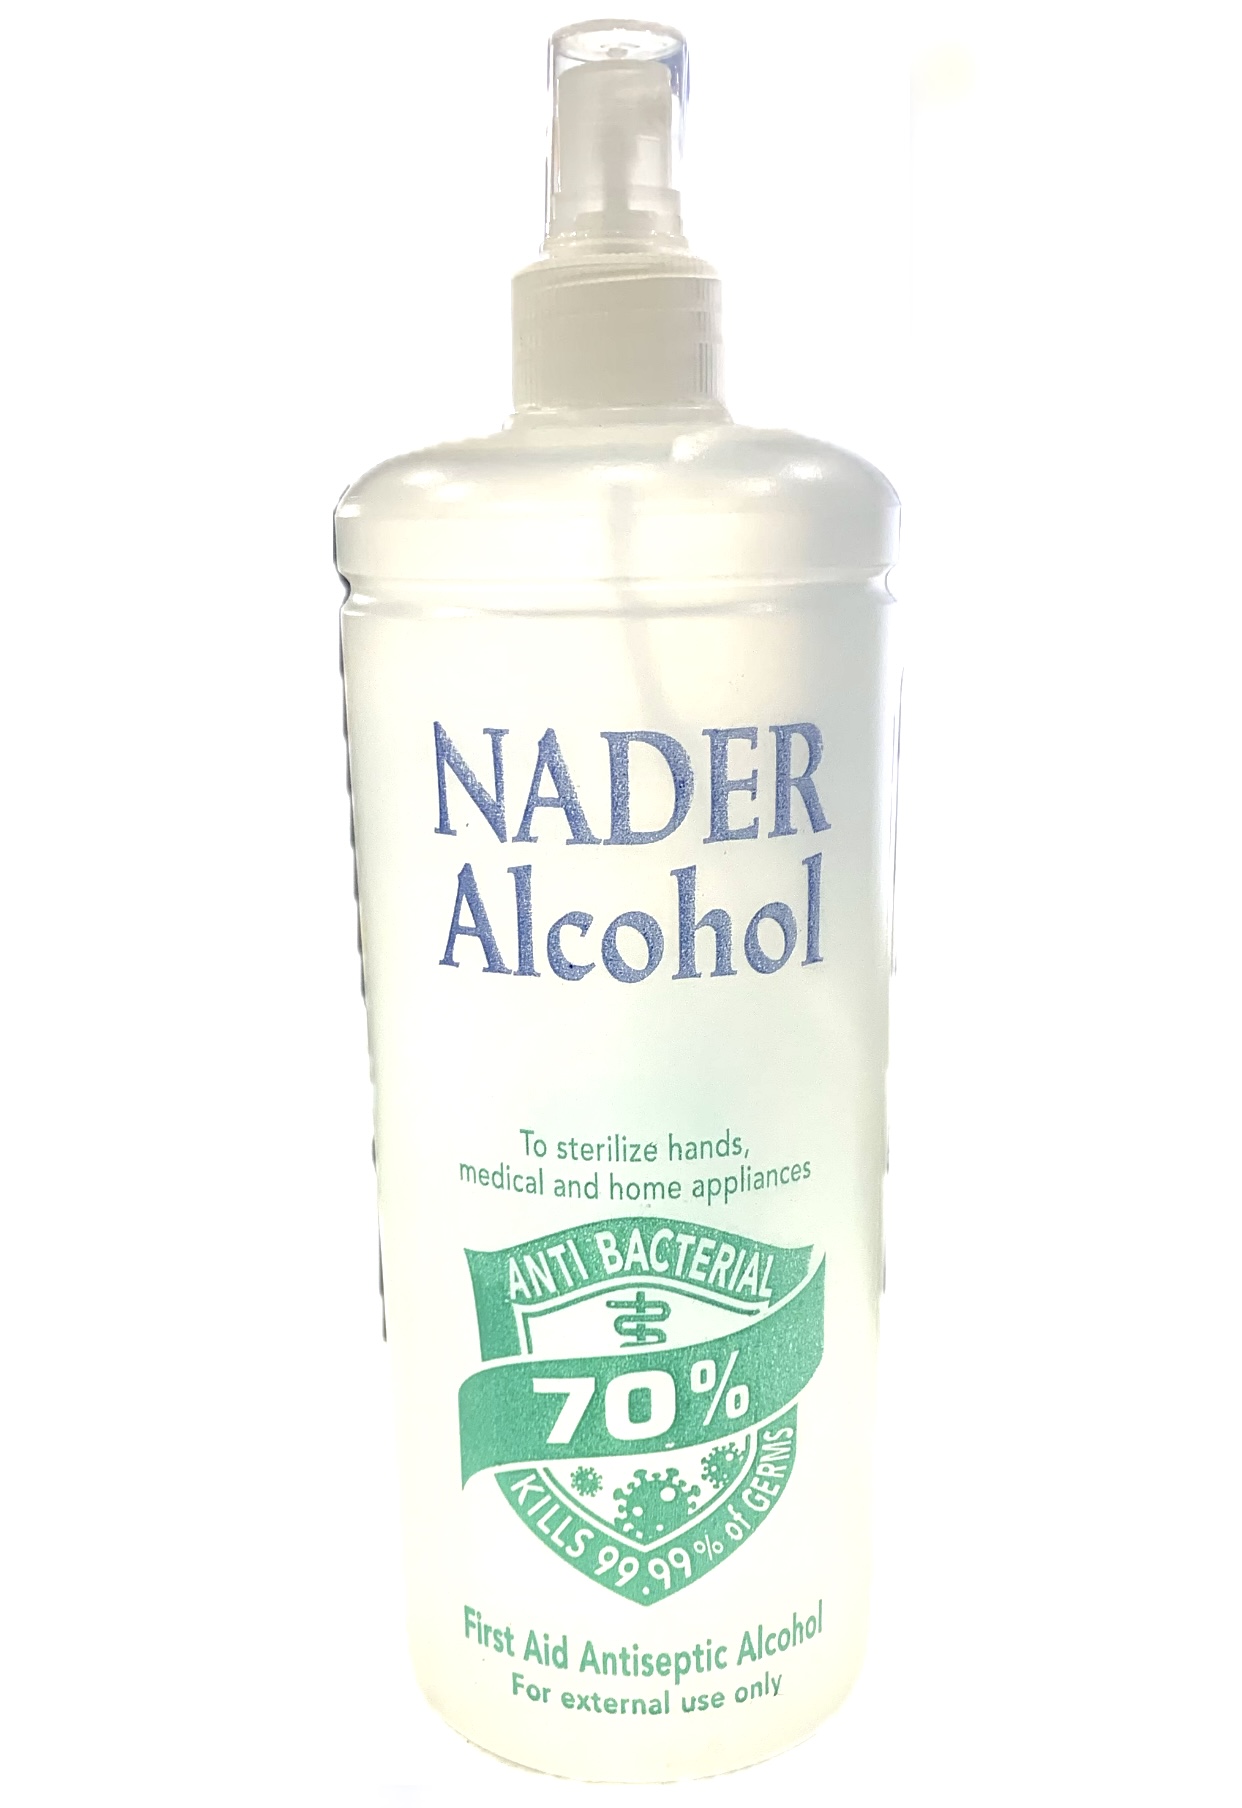 NADER
Alcohol
To sterilize hands,
medical and home appliances
ANTI BACTERIAL
70%
KILLS 99.99% of GERMS
First Aid Antiseptic Alcohol
For external use only